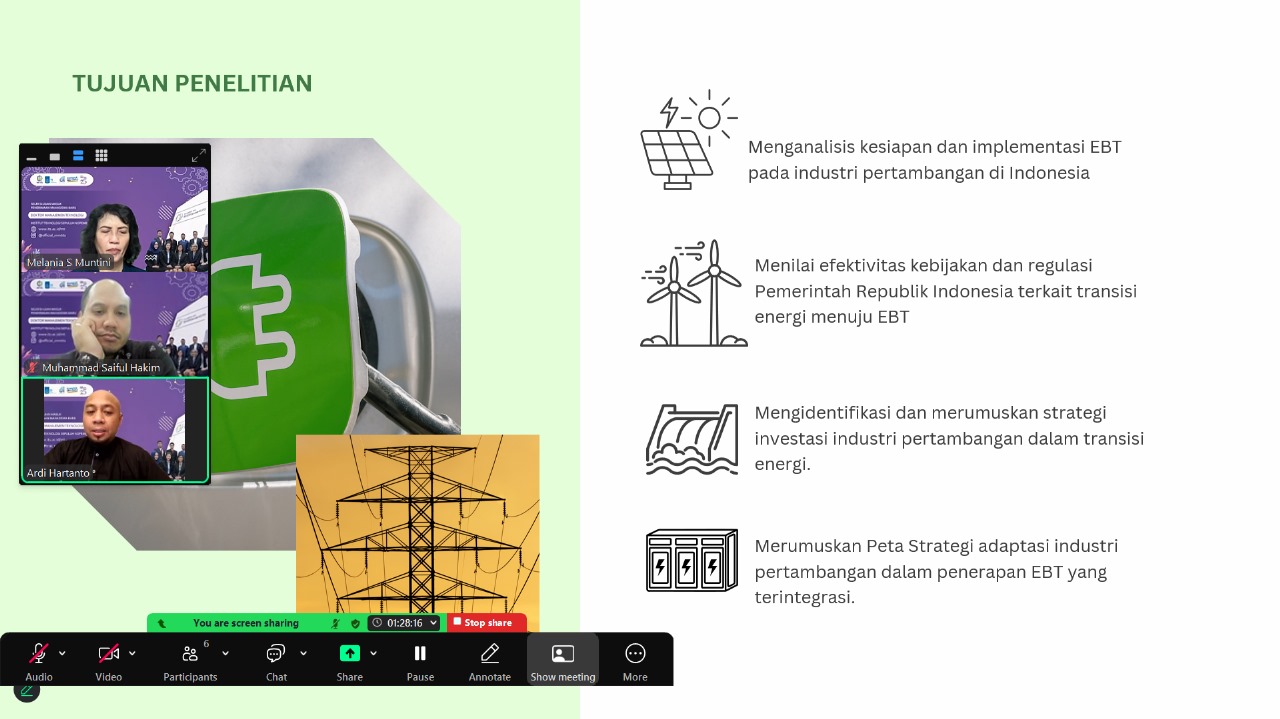 TUJUAN PENELITIAN
Melania S Muntini
Muhammad Saiful Hakim
Ardi Hartanto
Menganalisis kesiapan dan implementasi EBT
pada industri pertambangan di Indonesia
Menilai efektivitas kebijakan dan regulasi
Pemerintah Republik Indonesia terkait transisi
energi menuju EBT
Mengidentifikasi dan merumuskan strategi
investasi industri pertambangan dalam transisi
energi.
Merumuskan Peta Strategi adaptasi industri
pertambangan dalam penerapan EBT yang
terintegrasi.
You are screen sharing
01:28:16
Stop share
6
Audio
Video
Participants
Chat
Share
Pause
Annotate
Show meeting
More